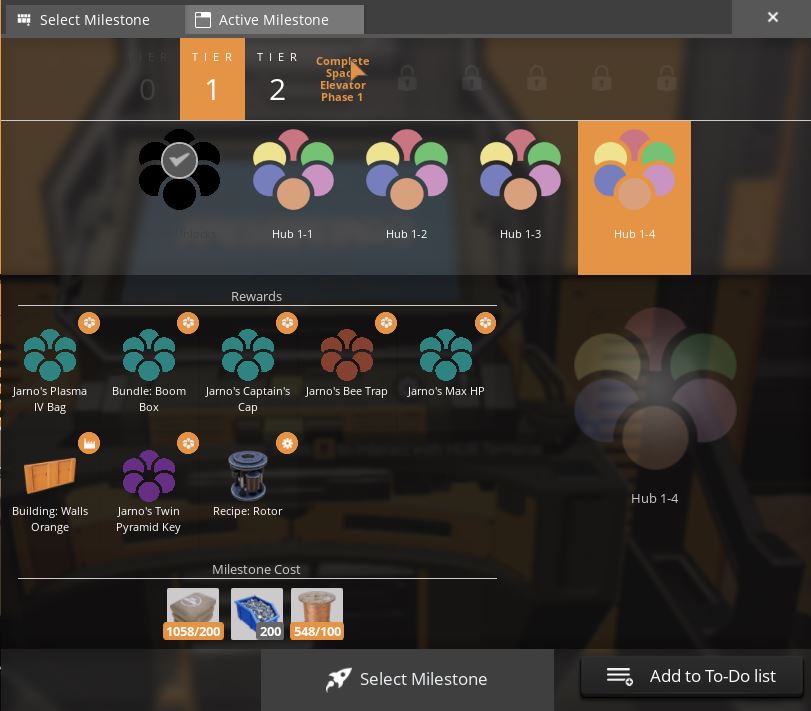 Select Milestone
Active Milestone
TIER
TIER
TIER
0
1
2
Complete
Space
Elevator
Phase 1
Unlocks
Hub 1-1
Hub 1-2
Hub 1-3
Hub 1-4
Rewards
Jarno's Plasma
IV Bag
Bundle: Boom
Box
Jarno's Captain's
Cap
Jarno's Bee Trap
Jarno's Max HP
Building: Walls
Orange
Jarno's Twin
Pyramid Key
Recipe: Rotor
Hub 1-4
Milestone Cost
1058/200
200
548/100
Select Milestone
Add to To-Do list